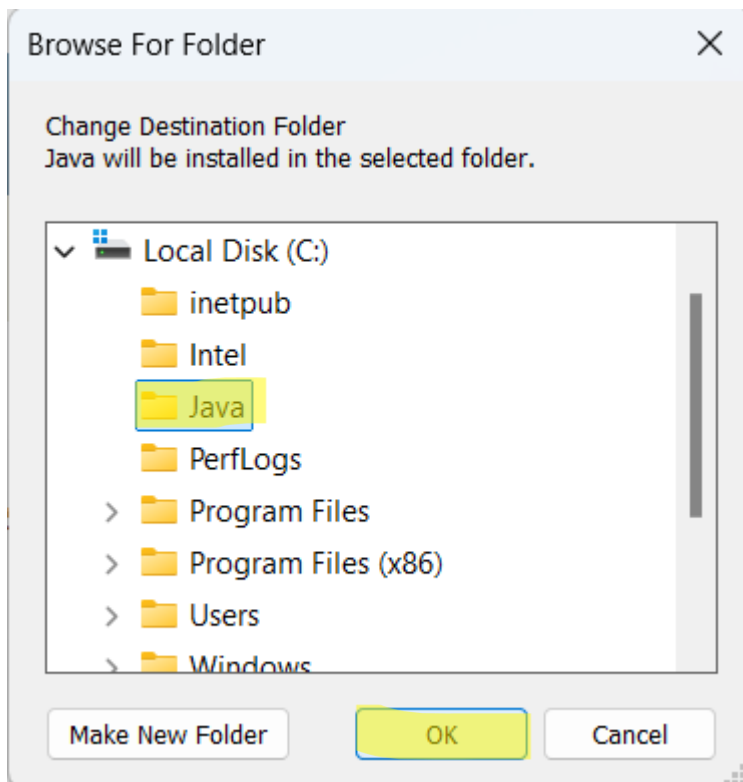 Browse For Folder
Change Destination Folder
Java will be installed in the selected folder.
Local Disk (C:)
inetpub
Intel
Java
PerfLogs
Program Files
Program Files (x86)
Users
Windows
Make New Folder
OK
Cancel